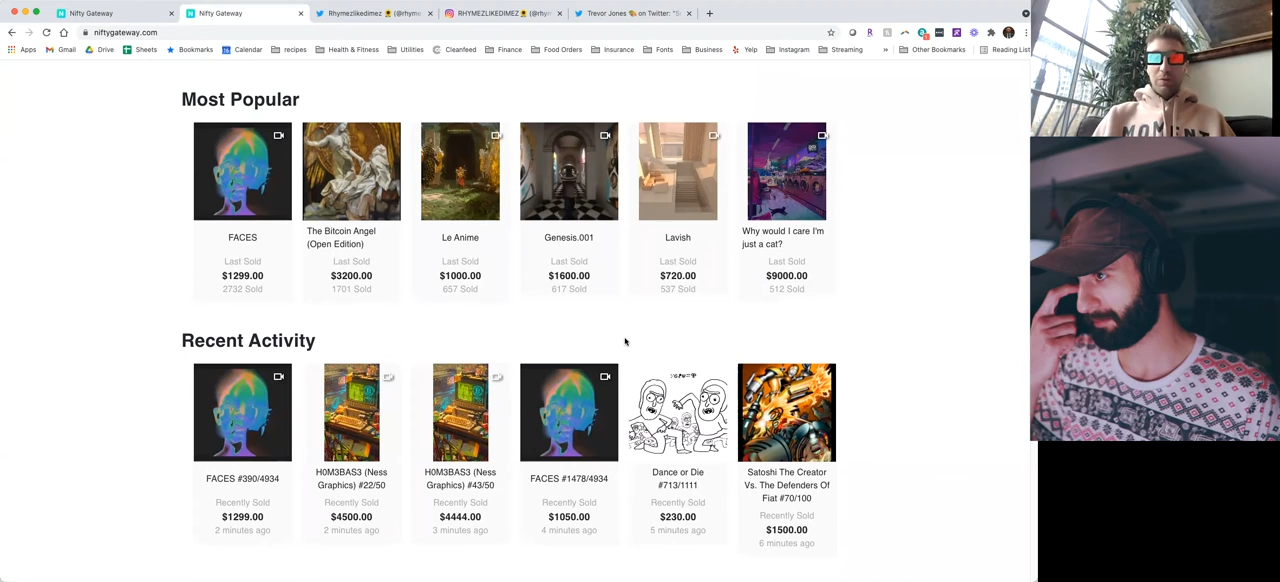 Nifty Gateway
Nifty Gateway
Rhymezlikedimez
(@rhyme
RHYMEZLIKEDIMEZ
(@rhym
Trevor Jones
on Twitter: "S
niftygateway.com
Apps
Gmail
Drive
Sheets
Bookmarks
Calendar
recipes
Health & Fitness
Utilities
Cleanfeed
Finance
Food Orders
Insurance
Fonts
Business
Yelp
Instagram
Streaming
»
Other Bookmarks
Reading List
MOMENT
Most Popular
FACES
Last Sold
$1299.00
2732 Sold
The Bitcoin Angel
(Open Edition)
Last Sold
$3200.00
1701 Sold
Le Anime
Last Sold
$1000.00
657 Sold
Genesis.001
Last Sold
$1600.00
617 Sold
Lavish
Last Sold
$720.00
537 Sold
Why would I care I'm
just a cat?
Last Sold
$9000.00
512 Sold
Recent Activity
FACES #390/4934
Recently Sold
$1299.00
2 minutes ago
H0M3BAS3 (Ness
Graphics) #22/50
Recently Sold
$4500.00
2 minutes ago
H0M3BAS3 (Ness
Graphics) #43/50
Recently Sold
$4444.00
3 minutes ago
FACES #1478/4934
Recently Sold
$1050.00
4 minutes ago
Dance or Die
#713/1111
Recently Sold
$230.00
5 minutes ago
Satoshi The Creator
Vs. The Defenders Of
Fiat #70/100
Recently Sold
$1500.00
6 minutes ago